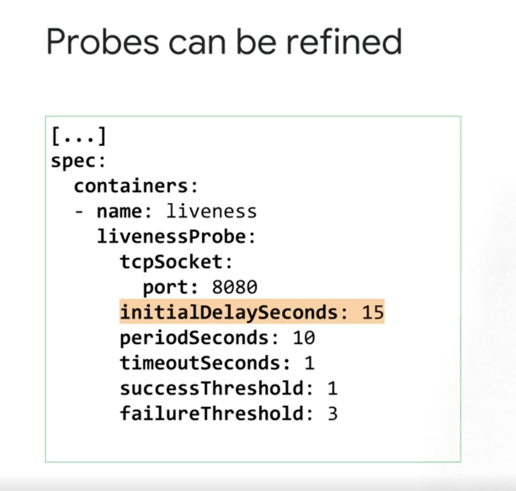 Probes can be refined
[...]
spec:
  containers:
  - name: liveness
    livenessProbe:
      tcpSocket:
        port: 8080
      initialDelaySeconds: 15
      periodSeconds: 10
      timeoutSeconds: 1
      successThreshold: 1
      failureThreshold: 3